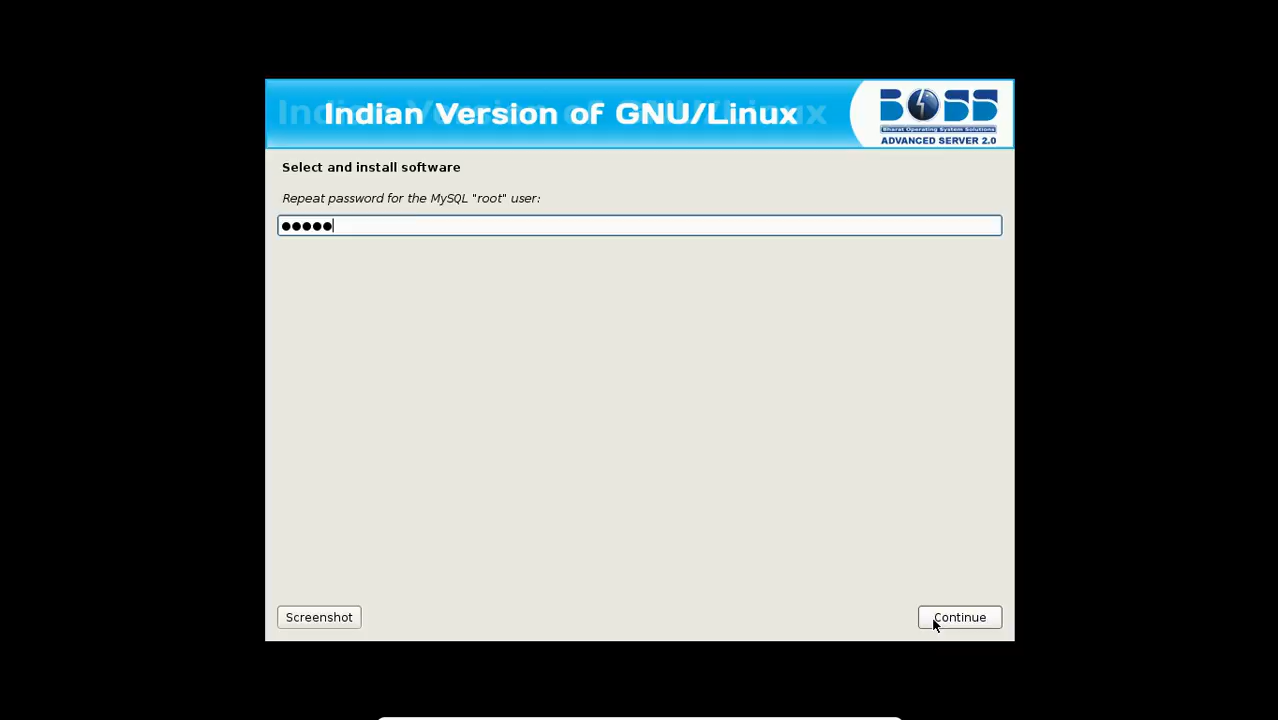 Indian Version of GNU/Linux
BOSS
Bharat Operating System Solutions
ADVANCED SERVER 2.0
Select and install software
Repeat password for the MySQL "root" user:
●●●●●
Screenshot
Continue